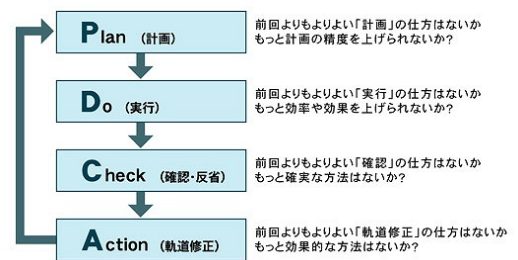 Plan （計画）
前回よりもよりよい「計画」の仕方はないか
もっと計画の精度を上げられないか?
Do （実行）
前回よりもよりよい「実行」の仕方はないか
もっと効率や効果を上げられないか?
Check （確認・反省）
前回よりもよりよい「確認」の仕方はないか
もっと確実な方法はないか?
Action （軌道修正）
前回よりもよりよい「軌道修正」の仕方はないか
もっと効果的な方法はないか?